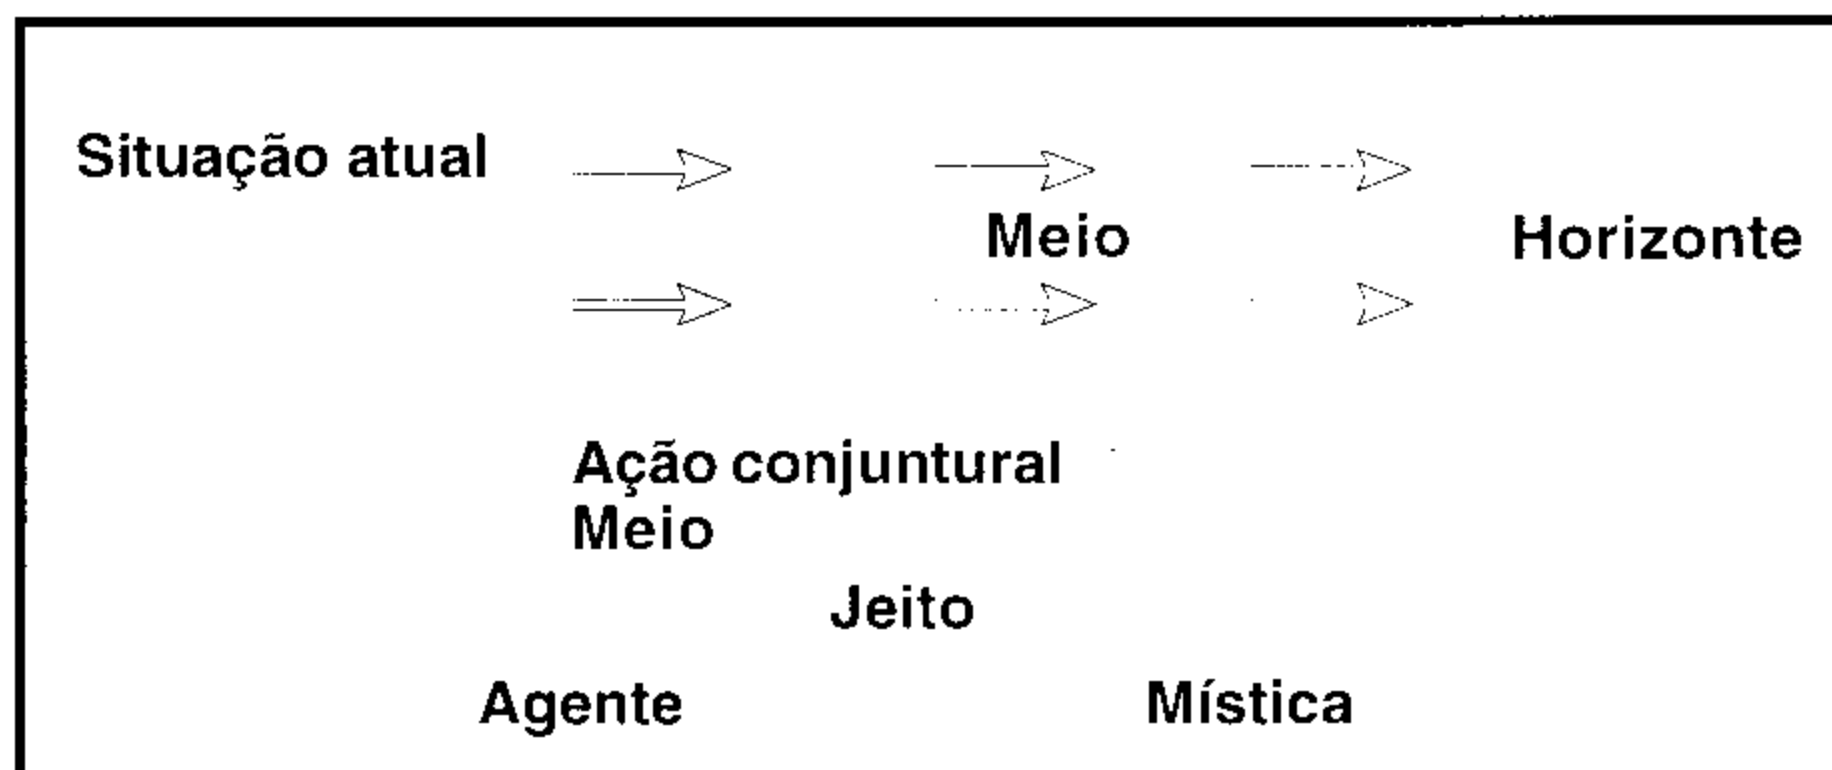 Situação atual
Meio
Horizonte
Ação conjuntural
Meio
Jeito
Agente
Mística